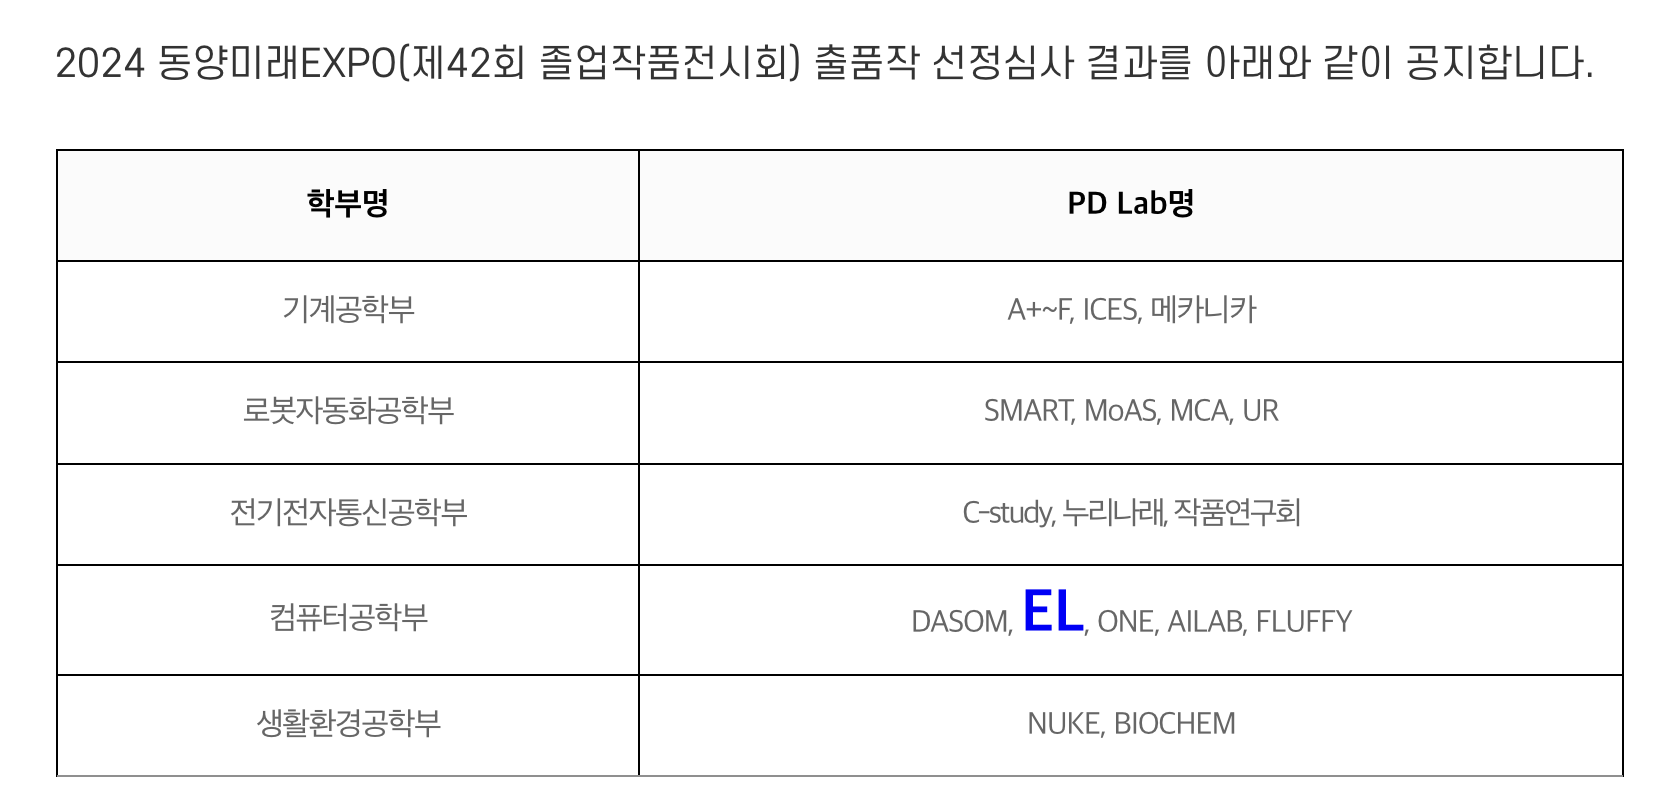 2024 동양미래EXPO(제42회 졸업작품전시회) 출품작 선정심사 결과를 아래와 같이 공지합니다.
학부명 PD Lab명
기계공학부 A+~F, ICES, 메카니카
로봇자동화공학부 SMART, MoAS, MCA, UR
전기전자통신공학부 C-study, 누리나래, 작품연구회
컴퓨터공학부 DASOM, EL, ONE, AILAB, FLUFFY
생활환경공학부 NUKE, BIOCHEM